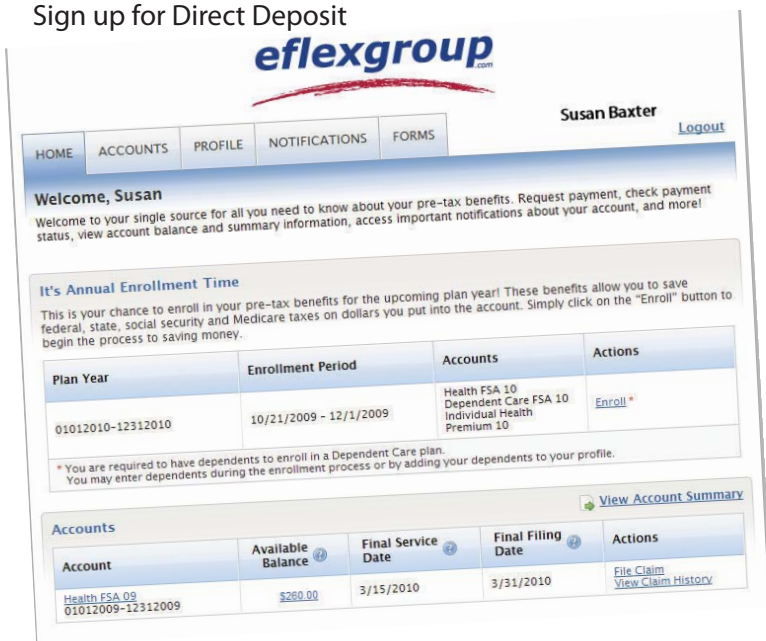 Sign up for Direct Deposit
eflexgroup
.com
Susan Baxter
Logout
HOME ACCOUNTS PROFILE NOTIFICATIONS FORMS
Welcome, Susan
Welcome to your single source for all you need to know about your pre-tax benefits. Request payment, check payment
status, view account balance and summary information, access important notifications about your account, and more!
It's Annual Enrollment Time
This is your chance to enroll in your pre-tax benefits for the upcoming plan year! These benefits allow you to save
federal, state, social security and Medicare taxes on dollars you put into the account. Simply click on the "Enroll" button to
begin the process to saving money.
Plan Year Enrollment Period Accounts Actions
01012010-12312010 10/21/2009 - 12/1/2009 Health FSA 10 Enroll *
Dependent Care FSA 10
Individual Health
Premium 10
* You are required to have dependents to enroll in a Dependent Care plan.
You may enter dependents during the enrollment process or by adding your dependents to your profile.
View Account Summary
Accounts
Account Available Balance Final Service Date Final Filing Date Actions
Health FSA 09 $260.00 3/15/2010 3/31/2010 File Claim
01012009-12312009 View Claim History